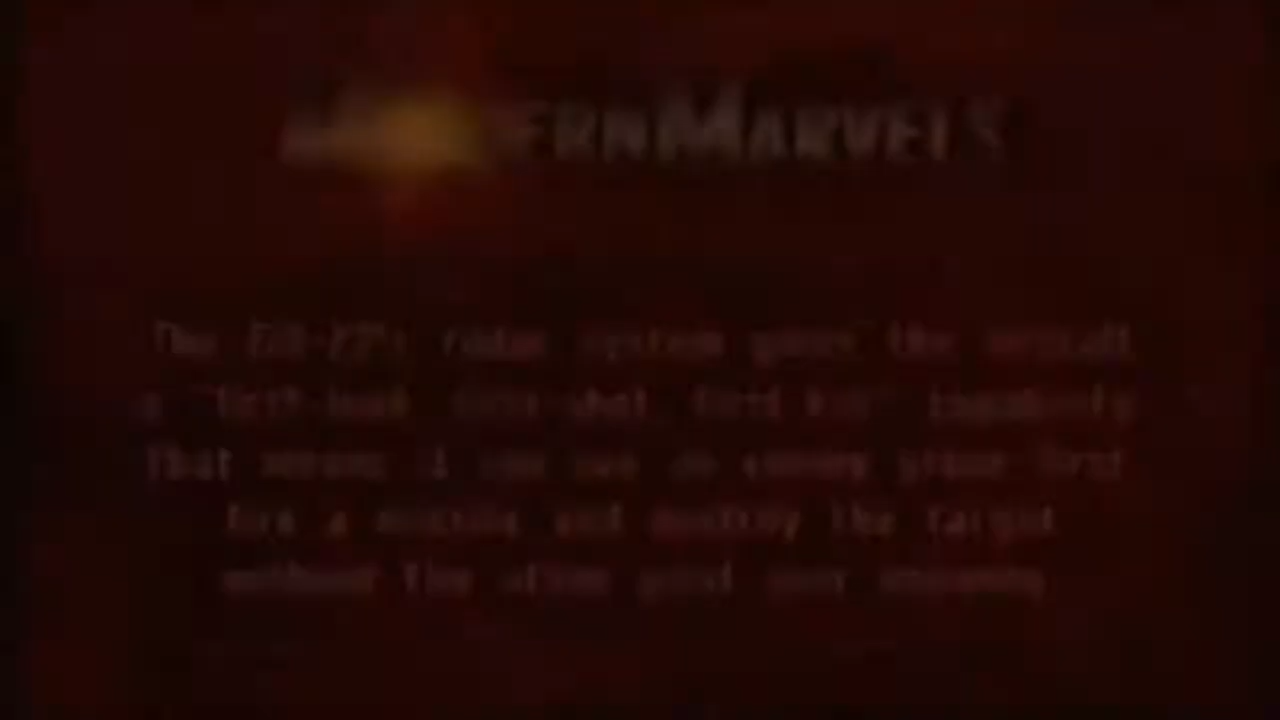 ERNMARVELS
The radar system gives the aircraft
a "first-look, first-shot, first-kill" capability
That means it can see an enemy plane first
fire a missile and destroy the target
without the other pilot ever knowing